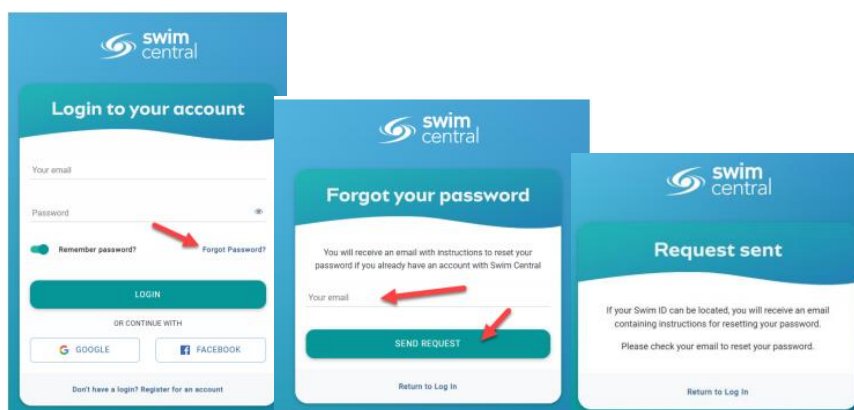 swim
central
Login to your account
Your email
Password
Remember password?
Forgot Password?
LOGIN
OR CONTINUE WITH
GOOGLE
FACEBOOK
Don't have a login? Register for an account
swim
central
Forgot your password
You will receive an email with instructions to reset your
password if you already have an account with Swim Central
Your email
SEND REQUEST
Return to Log In
swim
central
Request sent
If your Swim ID can be located, you will receive an email
containing instructions for resetting your password.
Please check your email to reset your password.
Return to Log In